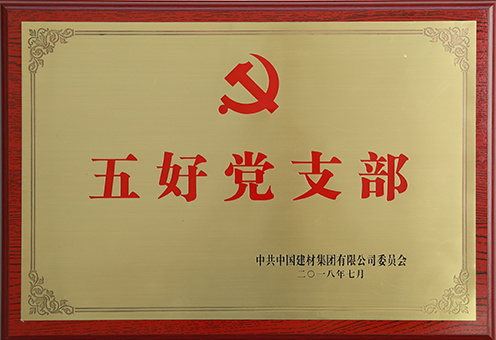 五好党支部
中共中国建材集团有限公司委员会
二〇一八年七月